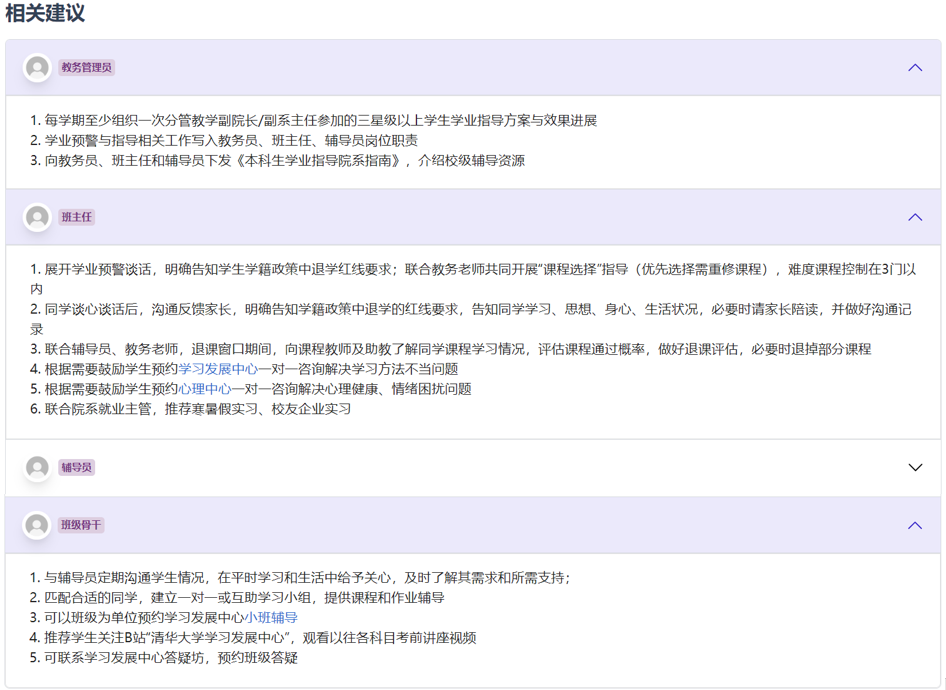 相关建议
教务管理员
1. 每学期至少组织一次分管教学副院长/副系主任参加的三星级以上学生学业指导方案与效果进展
2. 学业预警与指导相关工作写入教务员、班主任、辅导员岗位职责
3. 向教务员、班主任和辅导员下发《本科生学业指导院系指南》，介绍校级辅导资源
班主任
1. 展开学业预警谈话，明确告知学生学籍政策中退学红线要求；联合教务老师共同开展“课程选择”指导（优先选择需重修课程），难度课程控制在3门以
内
2. 同学谈心谈话后，沟通反馈家长，明确告知学籍政策中退学的红线要求，告知同学学习、思想、身心、生活状况，必要时请家长陪读，并做好沟通记
录
3. 联合辅导员、教务老师，退课窗口期间，向课程教师及助教了解同学课程学习情况，评估课程通过概率，做好退课评估，必要时退掉部分课程
4. 根据需要鼓励学生预约学习发展中心一对一咨询解决学习方法不当问题
5. 根据需要鼓励学生预约心理中心一对一咨询解决心理健康、情绪困扰问题
6. 联合院系就业主管，推荐寒暑假实习、校友企业实习
辅导员
班级骨干
1. 与辅导员定期沟通学生情况，在平时学习和生活中给予关心，及时了解其需求和所需支持；
2. 匹配合适的同学，建立一对一或互助学习小组，提供课程和作业辅导
3. 可以班级为单位预约学习发展中心小班辅导
4. 推荐学生关注B站“清华大学学习发展中心”，观看以往各科目考前讲座视频
5. 可联系学习发展中心答疑坊，预约班级答疑